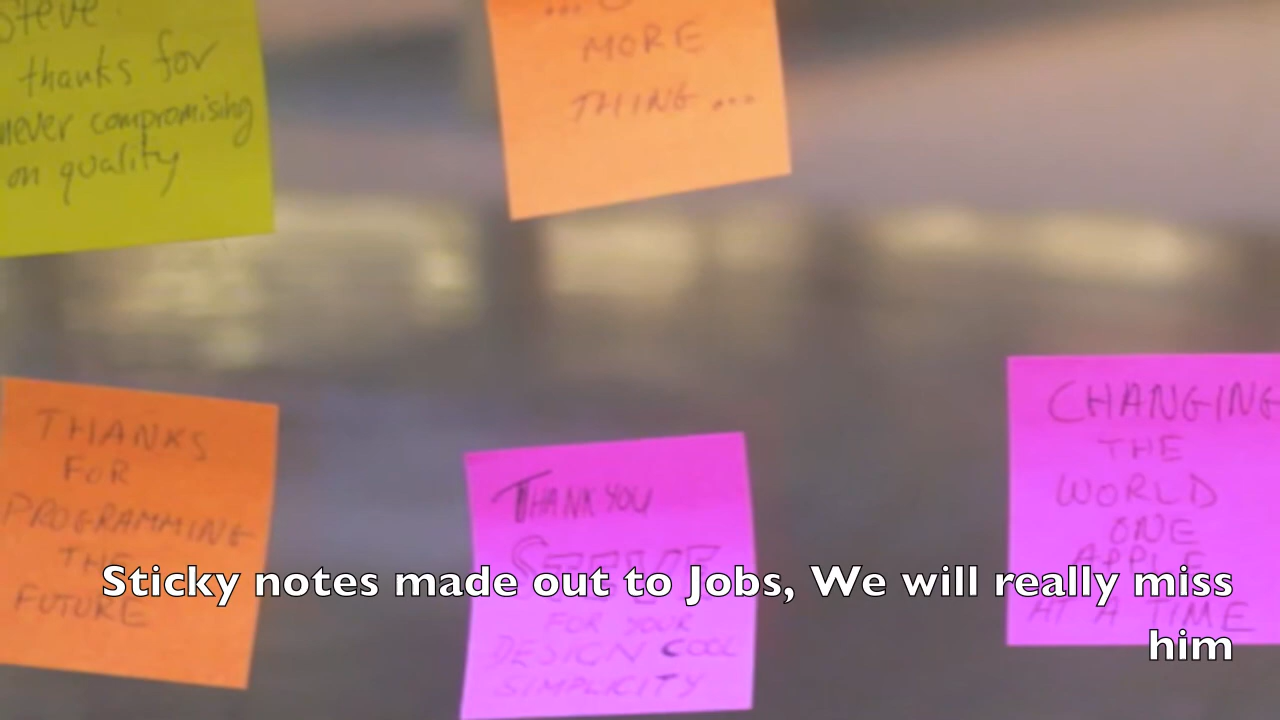 Steve
thanks for
never compromising
on quality
MORE
THING ...
THANKS
FOR
PROGRAMMING
THE
FUTURE
THANK YOU
FOR YOUR
DESIGN COOL
SIMPLICITY
CHANGING
THE
WORLD
ONE
APPLE
AT A TIME
Sticky notes made out to Jobs, We will really miss
him